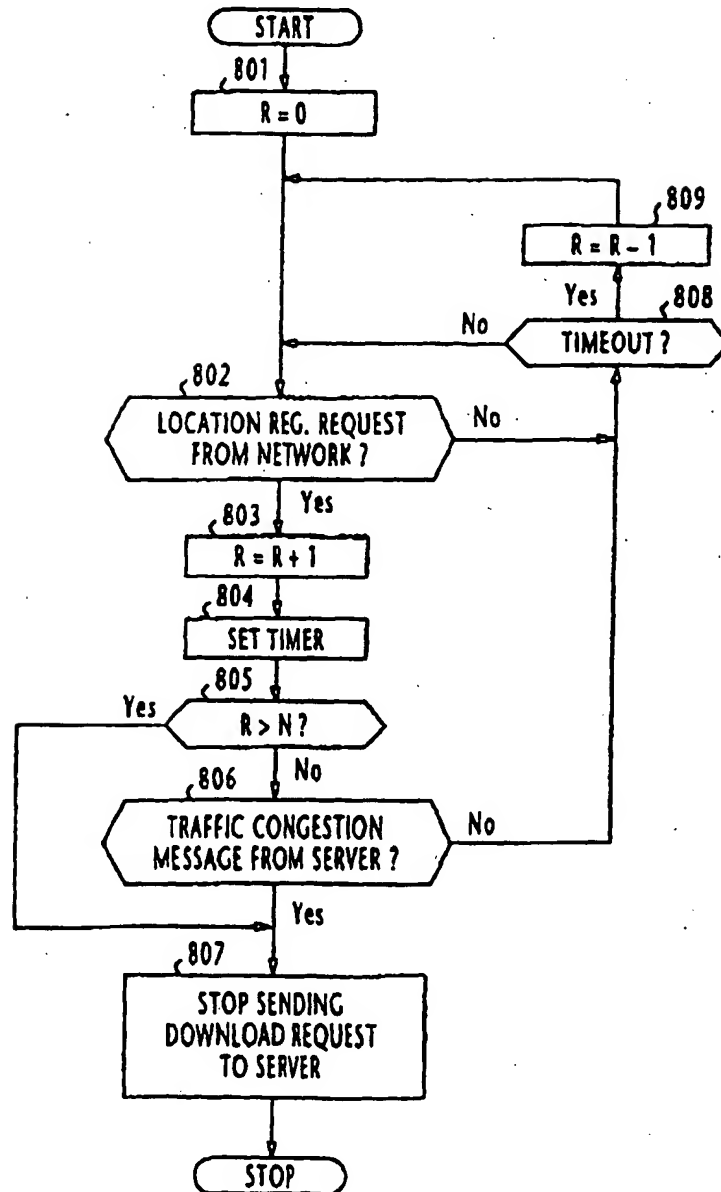 START
801
R = 0
809
R = R - 1
Yes
808
No
TIMEOUT ?
802
LOCATION REG. REQUEST
FROM NETWORK ?
No
Yes
803
R = R + 1
804
SET TIMER
805
Yes
R > N ?
No
806
TRAFFIC CONGESTION
MESSAGE FROM SERVER ?
No
Yes
807
STOP SENDING
DOWNLOAD REQUEST
TO SERVER
STOP